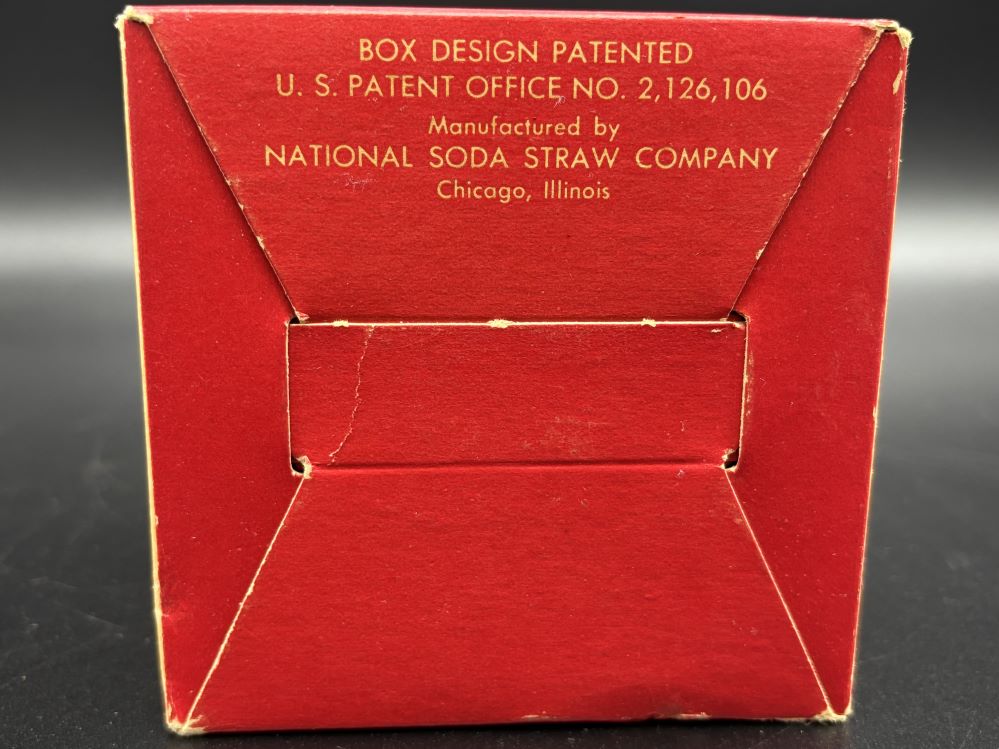 BOX DESIGN PATENTED
U. S. PATENT OFFICE NO. 2,126,106
Manufactured by
NATIONAL SODA STRAW COMPANY
Chicago, Illinois